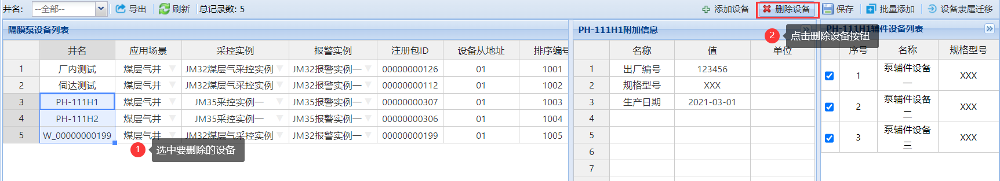 井名: --全部-- 导出 刷新 总记录数: 5 添加设备 删除设备 保存 批量添加 设备隶属迁移
隔膜泵设备列表
井名 应用场景 采控实例 报警实例 注册包ID 设备从地址 排序编号
1 厂内测试 煤层气井 JM32煤层气采控实例 JM32报警实例一 00000000126 01 1001
2 伺达测试 煤层气井 JM32煤层气采控实例 JM32报警实例一 00000000112 01 1002
3 PH-111H1 煤层气井 JM35采控实例一 JM35报警实例一 00000000307 01 1003
4 PH-111H2 煤层气井 JM35采控实例一 JM35报警实例一 00000000306 01 1004
5 W_00000000199 煤层气井 JM32煤层气采控实例 JM32报警实例一 00000000199 01 1005
1 选中要删除的设备
PH-111H1附加信息
2 点击删除设备按钮
名称 值 单位
1 出厂编号 123456
2 规格型号 XXX
3 生产日期 2021-03-01
4
5
6
7
PH-111H1辅件设备列表
序号 名称 规格型号
1 泵辅件设备 XXX
一
2 泵辅件设备 XXX
二
3 泵辅件设备 XXX
三